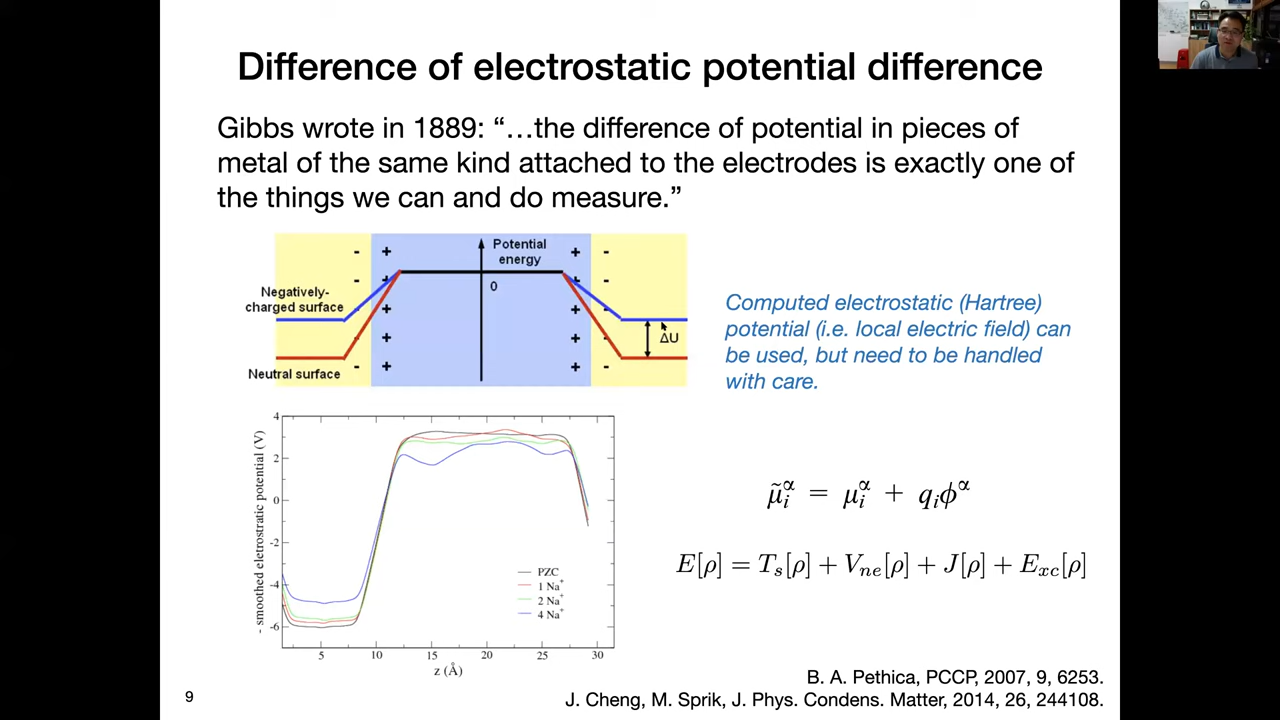 Difference of electrostatic potential difference
Gibbs wrote in 1889: “…the difference of potential in pieces of
metal of the same kind attached to the electrodes is exactly one of
the things we can and do measure.”
- + Potential + -
energy
- + + -
0
Negatively-
charged surface
+ + -
ΔU
- + + -
Neutral surface
- + + -
Computed electrostatic (Hartree)
potential (i.e. local electric field) can
be used, but need to be handled
with care.
- smoothed eletrostratic potential (V)
4
2
0
-2
-4
-6
PZC
1 Na⁺
2 Na⁺
4 Na⁺
5 10 15 20 25 30
z (Å)
μ̃ᵢᵅ = μᵢᵅ + qᵢϕᵅ
E[ρ] = Tₛ[ρ] + Vₙₑ[ρ] + J[ρ] + Eₓc[ρ]
B. A. Pethica, PCCP, 2007, 9, 6253.
J. Cheng, M. Sprik, J. Phys. Condens. Matter, 2014, 26, 244108.
9